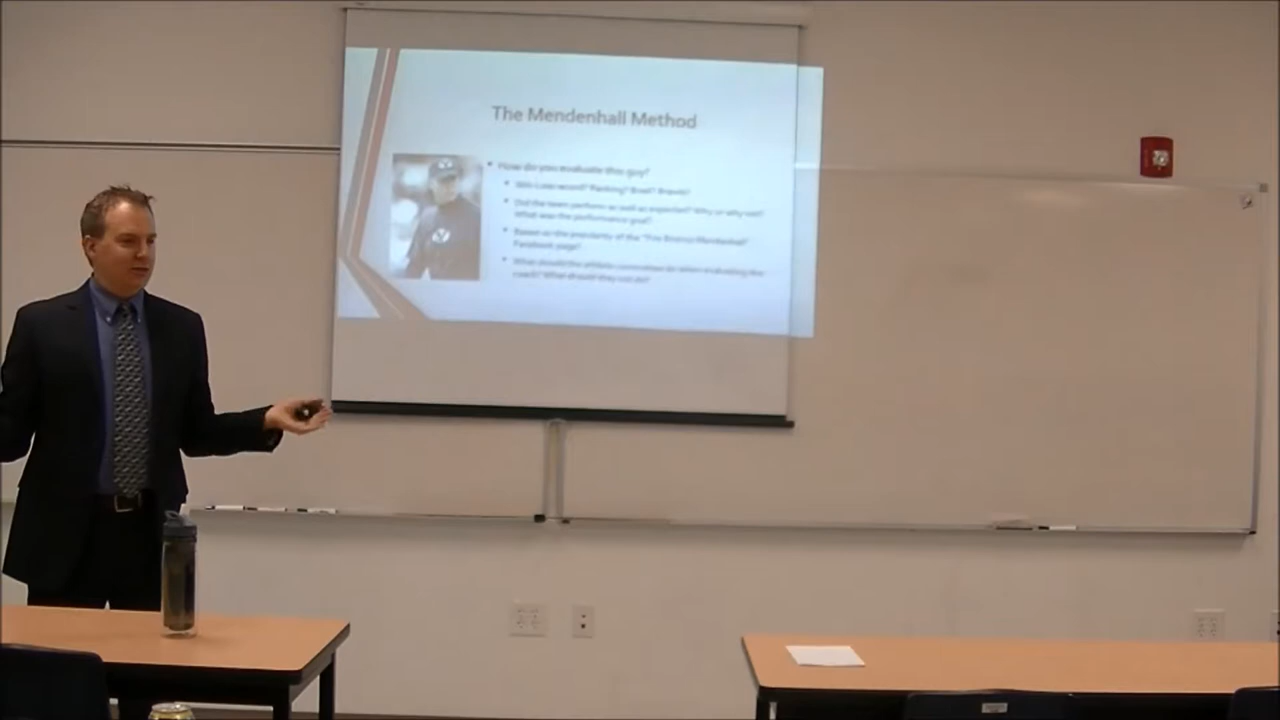 The Mendenhall Method
How do you evaluate this guy?
Win-Loss record? Ranking? Bowl? Brands?
Did the team perform as well as expected? Why or why not?
What was the performance goal?
Based on the popularity of the "Fire Bronco Mendenhall"
Facebook page?
What should the athletic committee do when evaluating the
coach? What should they not do?